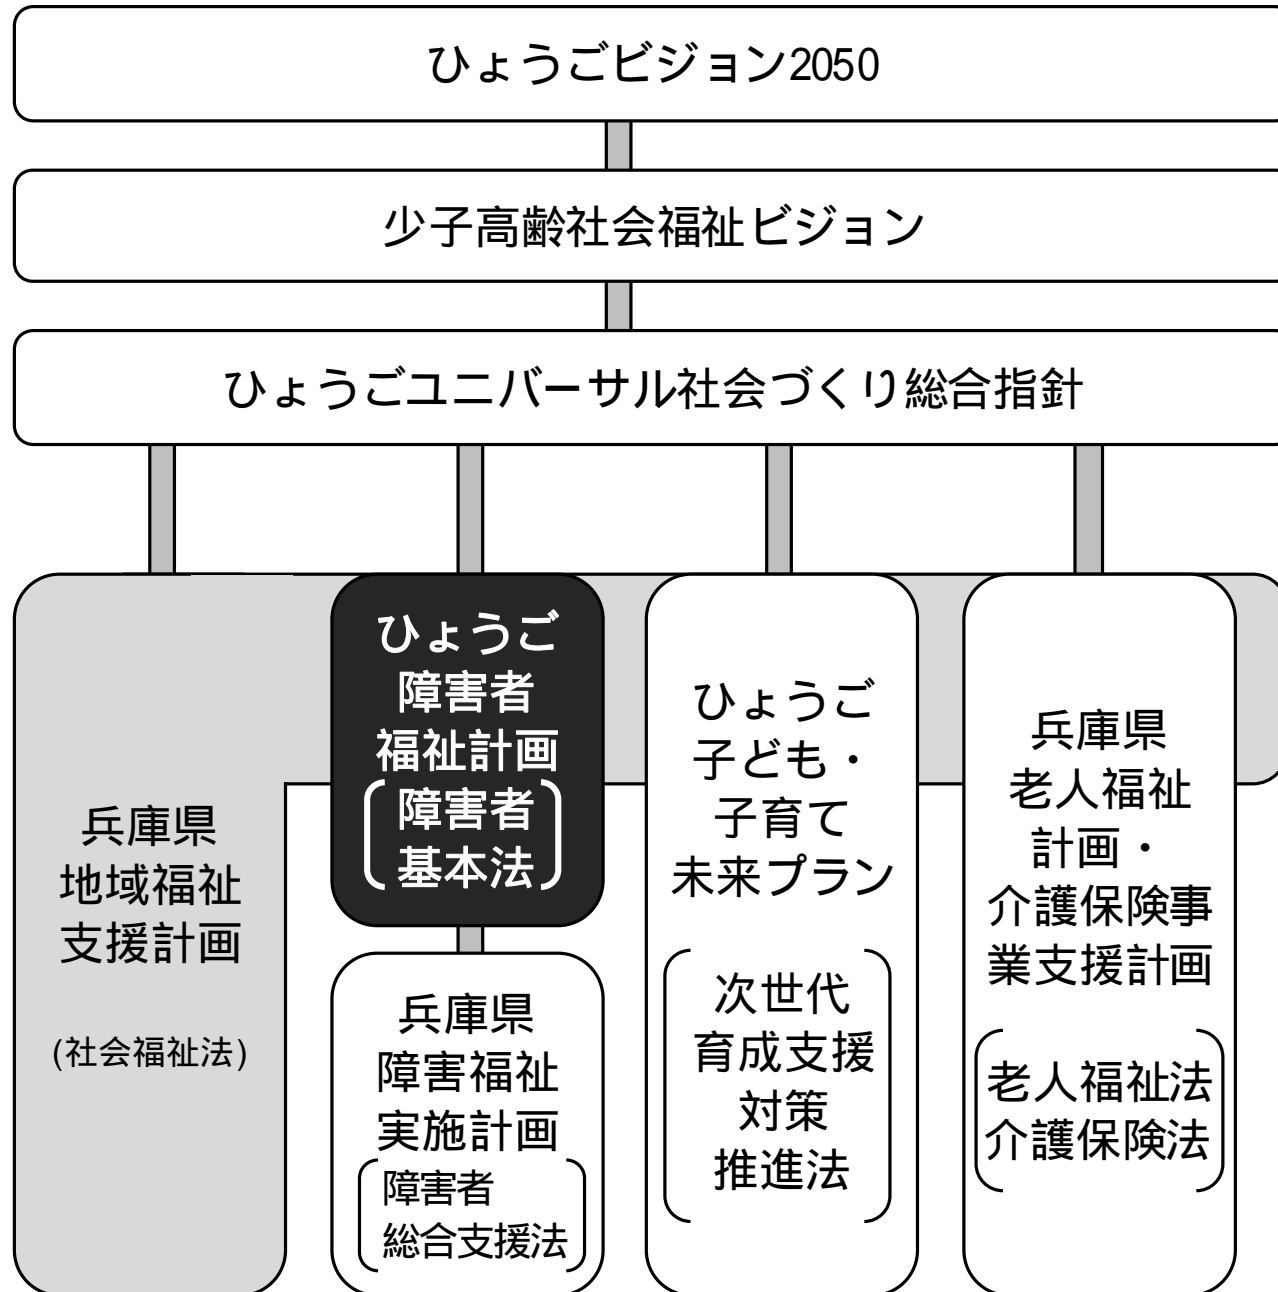 ひょうごビジョン2050
少子高齢社会福祉ビジョン
ひょうごユニバーサル社会づくり総合指針
兵庫県
地域福祉
支援計画
(社会福祉法)
ひょうご
障害者
福祉計画
障害者
基本法
兵庫県
障害福祉
実施計画
障害者
総合支援法
ひょうご
子ども・
子育て
未来プラン
次世代
育成支援
対策
推進法
兵庫県
老人福祉
計画・
介護保険事
業支援計画
老人福祉法
介護保険法